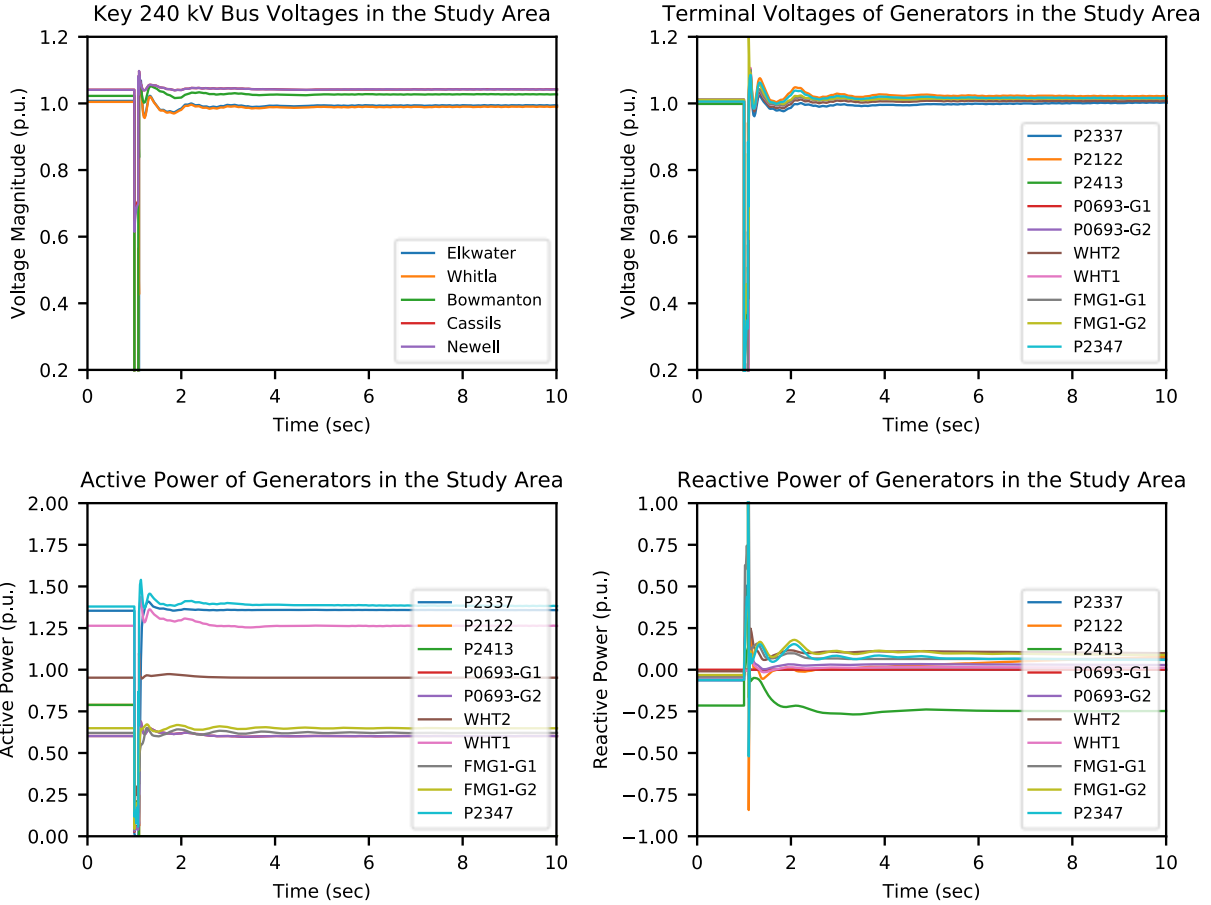 Key 240 kV Bus Voltages in the Study Area
Voltage Magnitude (p.u.)
1.2
1.0
0.8
0.6
0.4
0.2
Elkwater
Whitla
Bowmanton
Cassils
Newell
0 2 4 6 8 10
Time (sec)
Terminal Voltages of Generators in the Study Area
Voltage Magnitude (p.u.)
1.2
1.0
0.8
0.6
0.4
0.2
P2337
P2122
P2413
P0693-G1
P0693-G2
WHT2
WHT1
FMG1-G1
FMG1-G2
P2347
0 2 4 6 8 10
Time (sec)
Active Power of Generators in the Study Area
Active Power (p.u.)
2.00
1.75
1.50
1.25
1.00
0.75
0.50
0.25
0.00
P2337
P2122
P2413
P0693-G1
P0693-G2
WHT2
WHT1
FMG1-G1
FMG1-G2
P2347
0 2 4 6 8 10
Time (sec)
Reactive Power of Generators in the Study Area
Reactive Power (p.u.)
1.00
0.75
0.50
0.25
0.00
−0.25
−0.50
−0.75
−1.00
P2337
P2122
P2413
P0693-G1
P0693-G2
WHT2
WHT1
FMG1-G1
FMG1-G2
P2347
0 2 4 6 8 10
Time (sec)